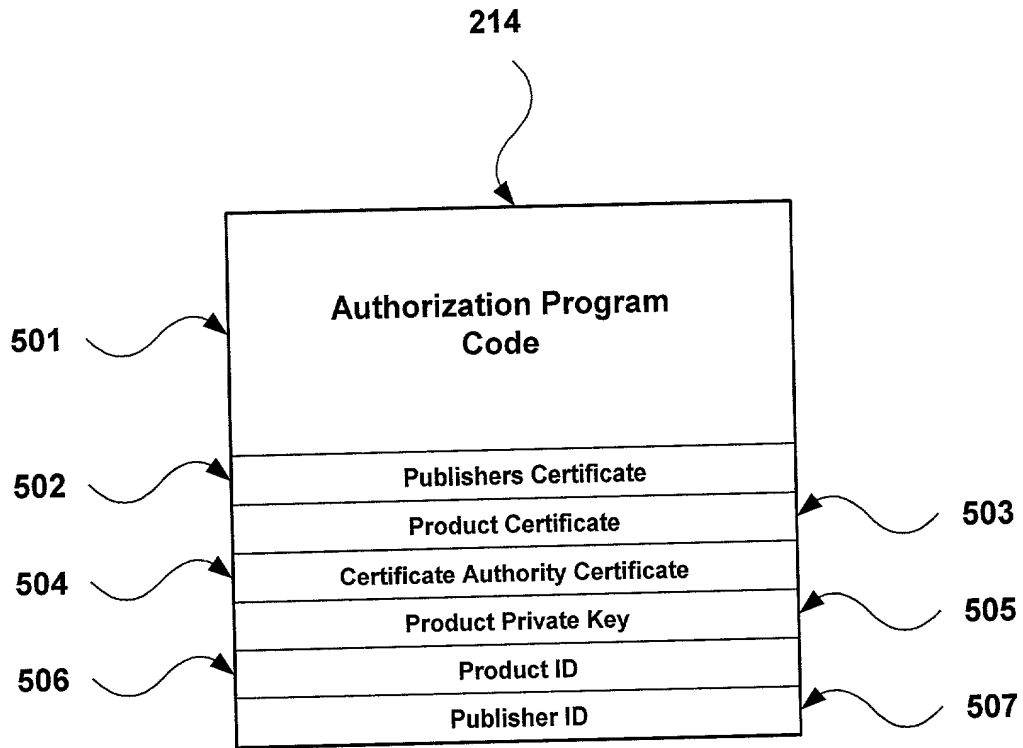 214
Authorization Program
Code
501
Publishers Certificate
502
Product Certificate
503
Certificate Authority Certificate
504
Product Private Key
505
Product ID
506
Publisher ID
507